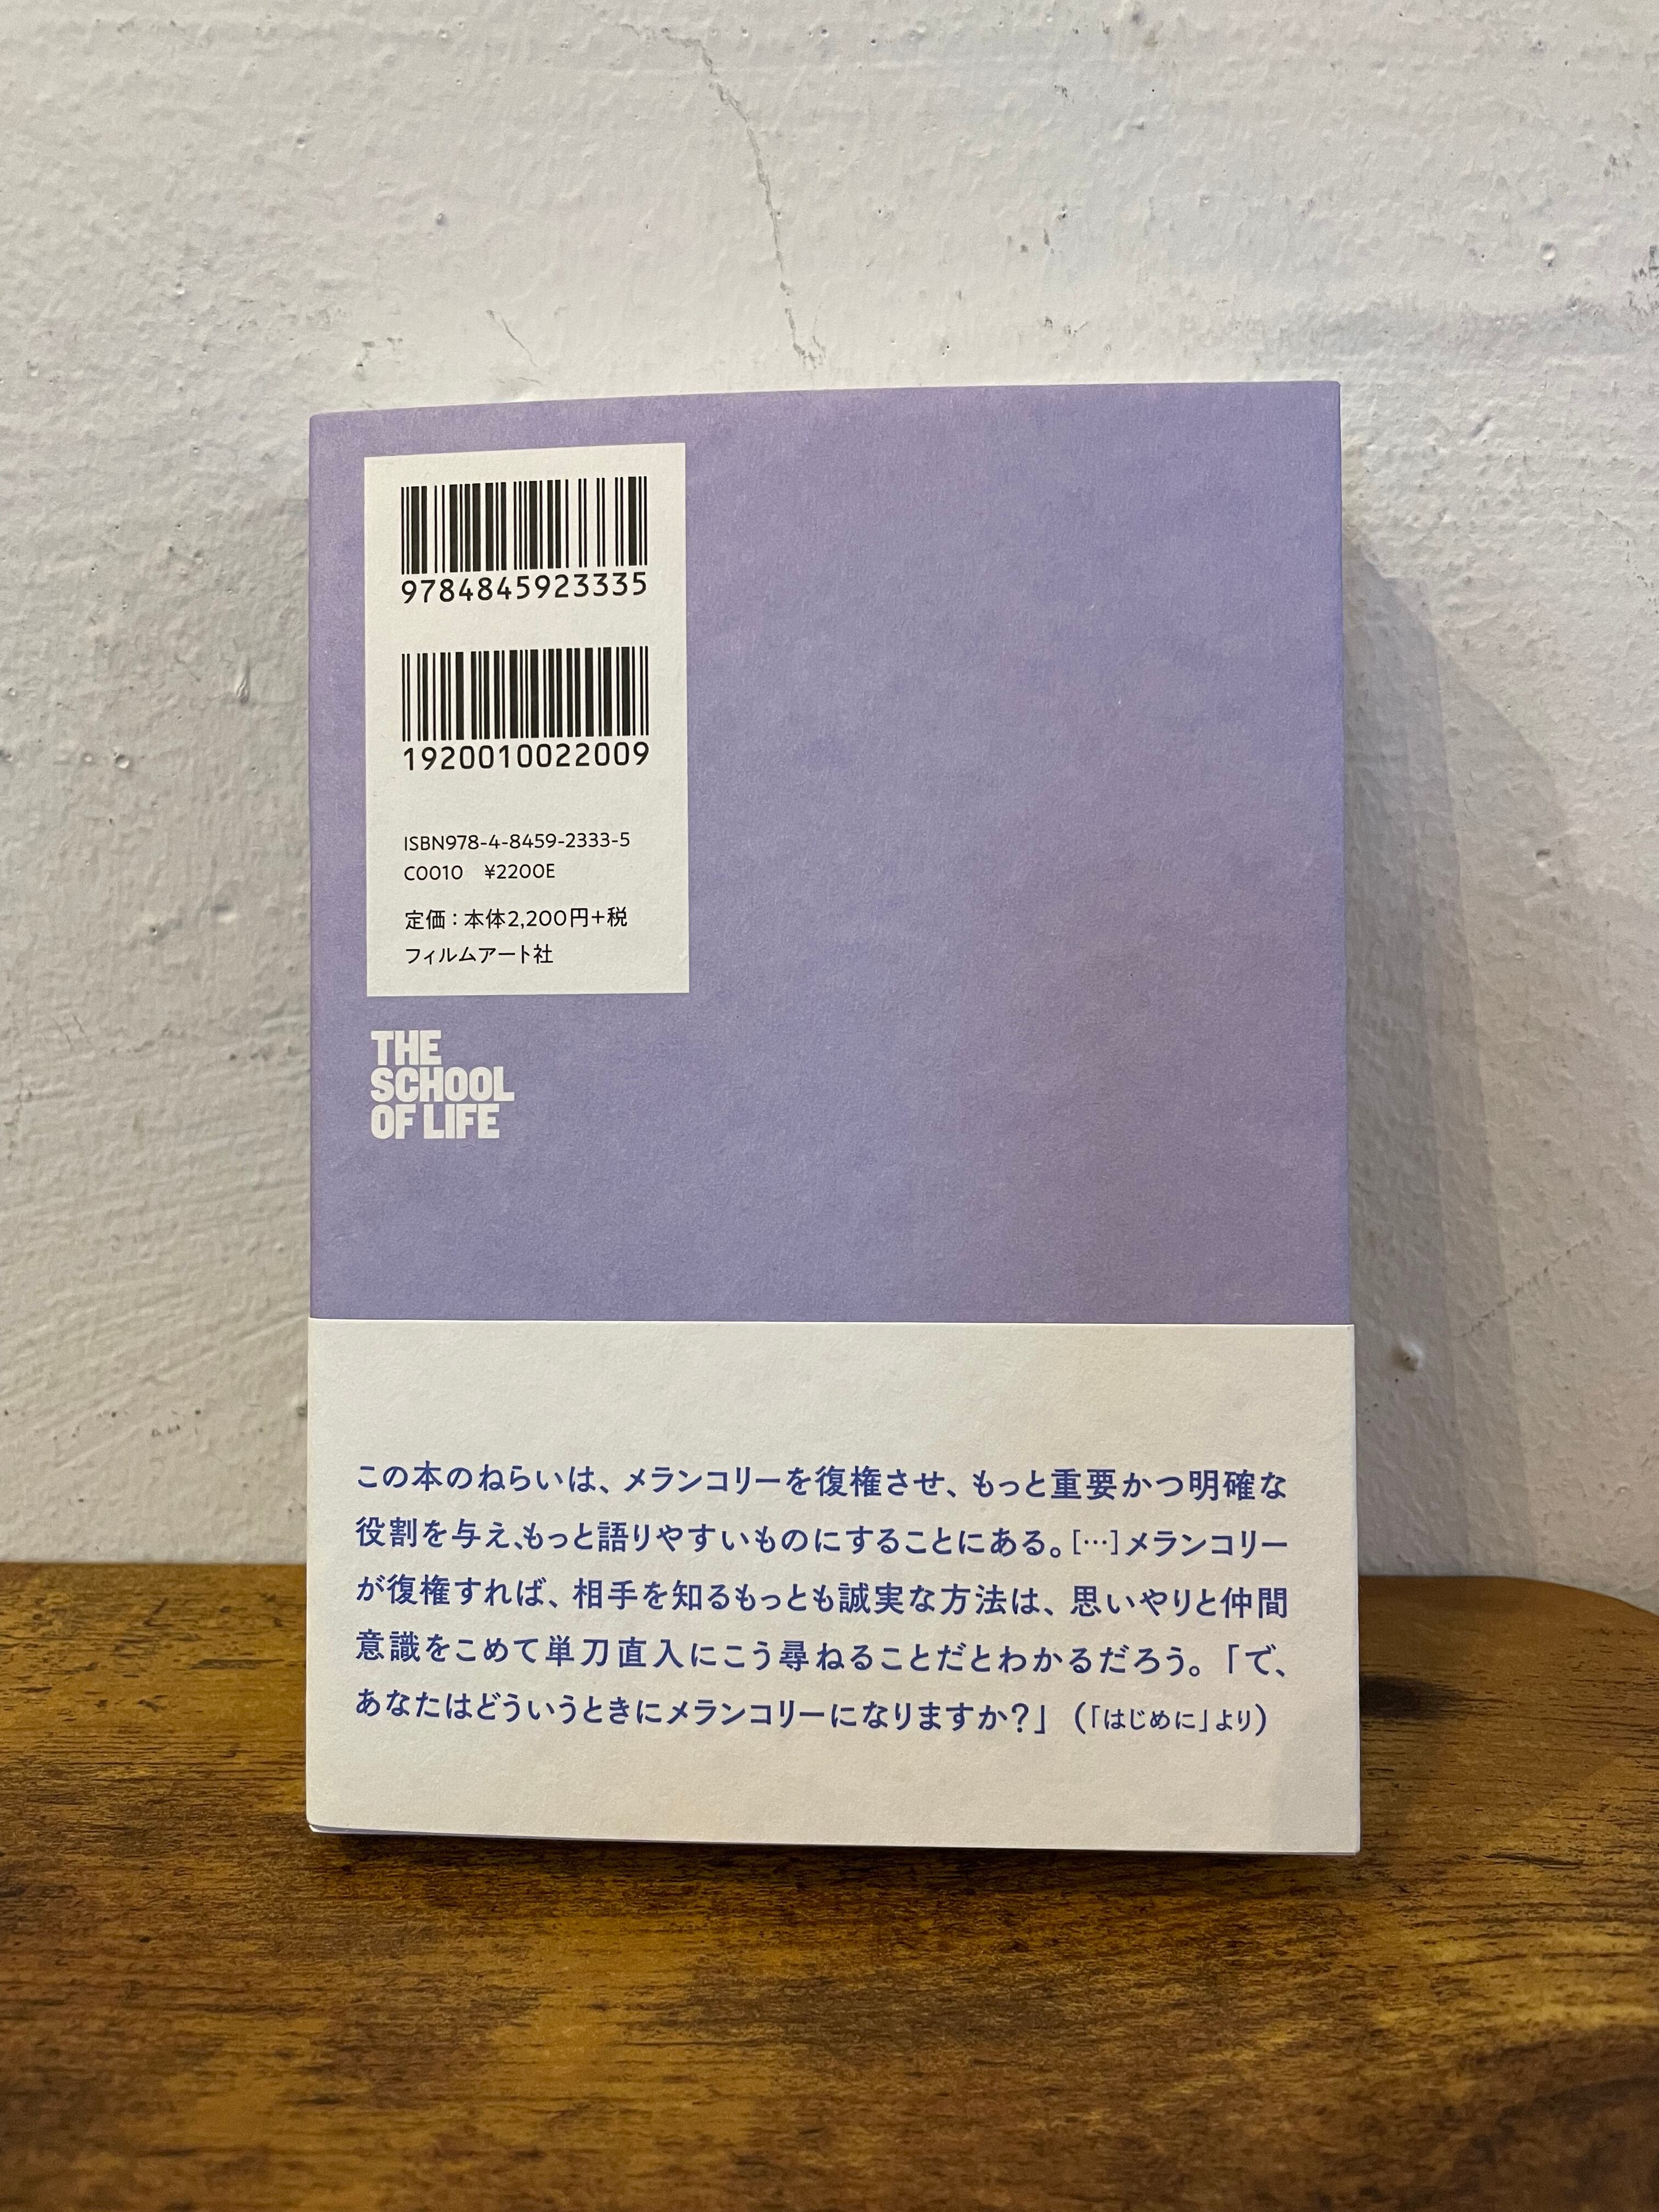 9784845923335
1920010022009
ISBN978-4-8459-2333-5
C0010　¥2200E
定価：本体2,200円+税
フィルムアート社
THE
SCHOOL
OF LIFE
この本のねらいは、メランコリーを復権させ、もっと重要かつ明確な
役割を与え、もっと語りやすいものにすることにある。［…］メランコリー
が復権すれば、相手を知るもっとも誠実な方法は、思いやりと仲間
意識をこめて単刀直入にこう尋ねることだとわかるだろう。「で、
あなたはどういうときにメランコリーになりますか？」（「はじめに」より）